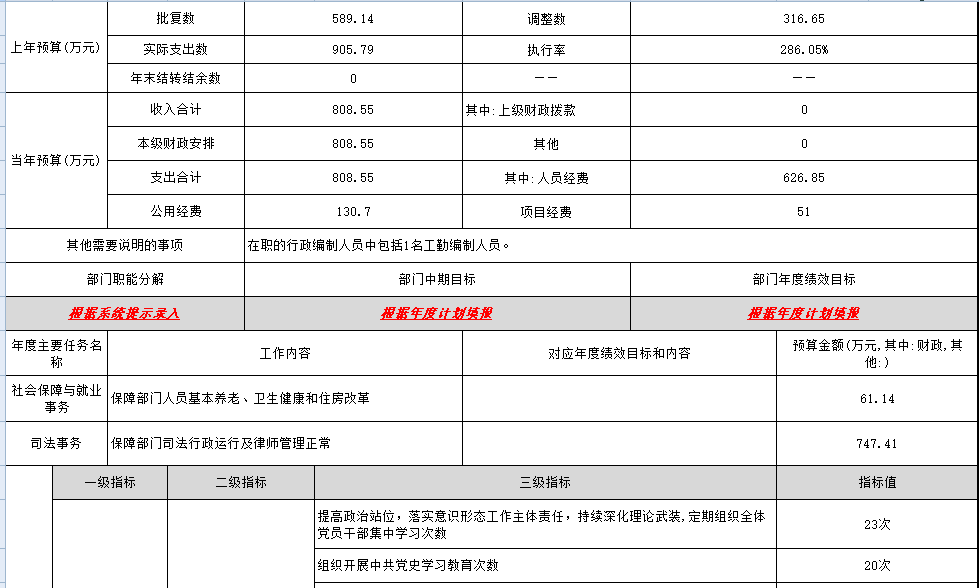 上年预算(万元)
批复数 589.14 调整数 316.65
实际支出数 905.79 执行率 286.05%
年末结转结余数 0 —— ——
当年预算(万元)
收入合计 808.55 其中:上级财政拨款 0
本级财政安排 808.55 其他 0
支出合计 808.55 其中:人员经费 626.85
公用经费 130.7 项目经费 51
其他需要说明的事项 在职的行政编制人员中包括1名工勤编制人员。
部门职能分解 部门中期目标 部门年度绩效目标
根据系统提示录入 根据年度计划填报 根据年度计划填报
年度主要任务名
称
工作内容 对应年度绩效目标和内容
预算金额(万元,其中:财政,其
他:)
社会保障与就业
事务
保障部门人员基本养老、卫生健康和住房改革 61.14
司法事务 保障部门司法行政运行及律师管理正常 747.41
一级指标 二级指标 三级指标 指标值
提高政治站位，落实意识形态工作主体责任，持续深化理论武装,定期组织全体
党员干部集中学习次数
23次
组织开展中共党史学习教育次数 20次